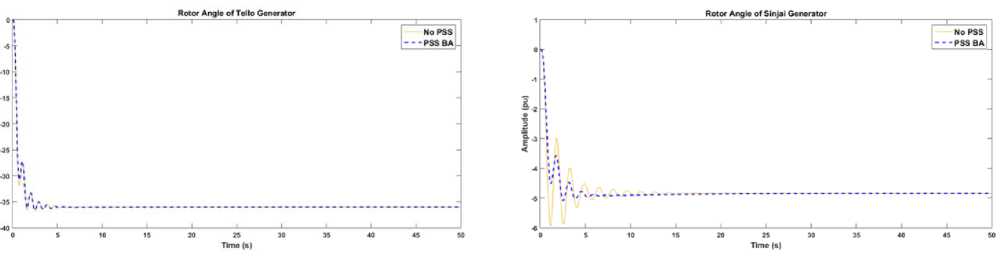 Rotor Angle of Tello Generator
No PSS
PSS BA
0
-5
-10
-15
-20
-25
-30
-35
-40
0 5 10 15 20 25 30 35 40 45 50
Time (s)
Rotor Angle of Sinjai Generator
No PSS
PSS BA
Amplitude (pu)
1
0
-1
-2
-3
-4
-5
-6
0 5 10 15 20 25 30 35 40 45 50
Time (s)